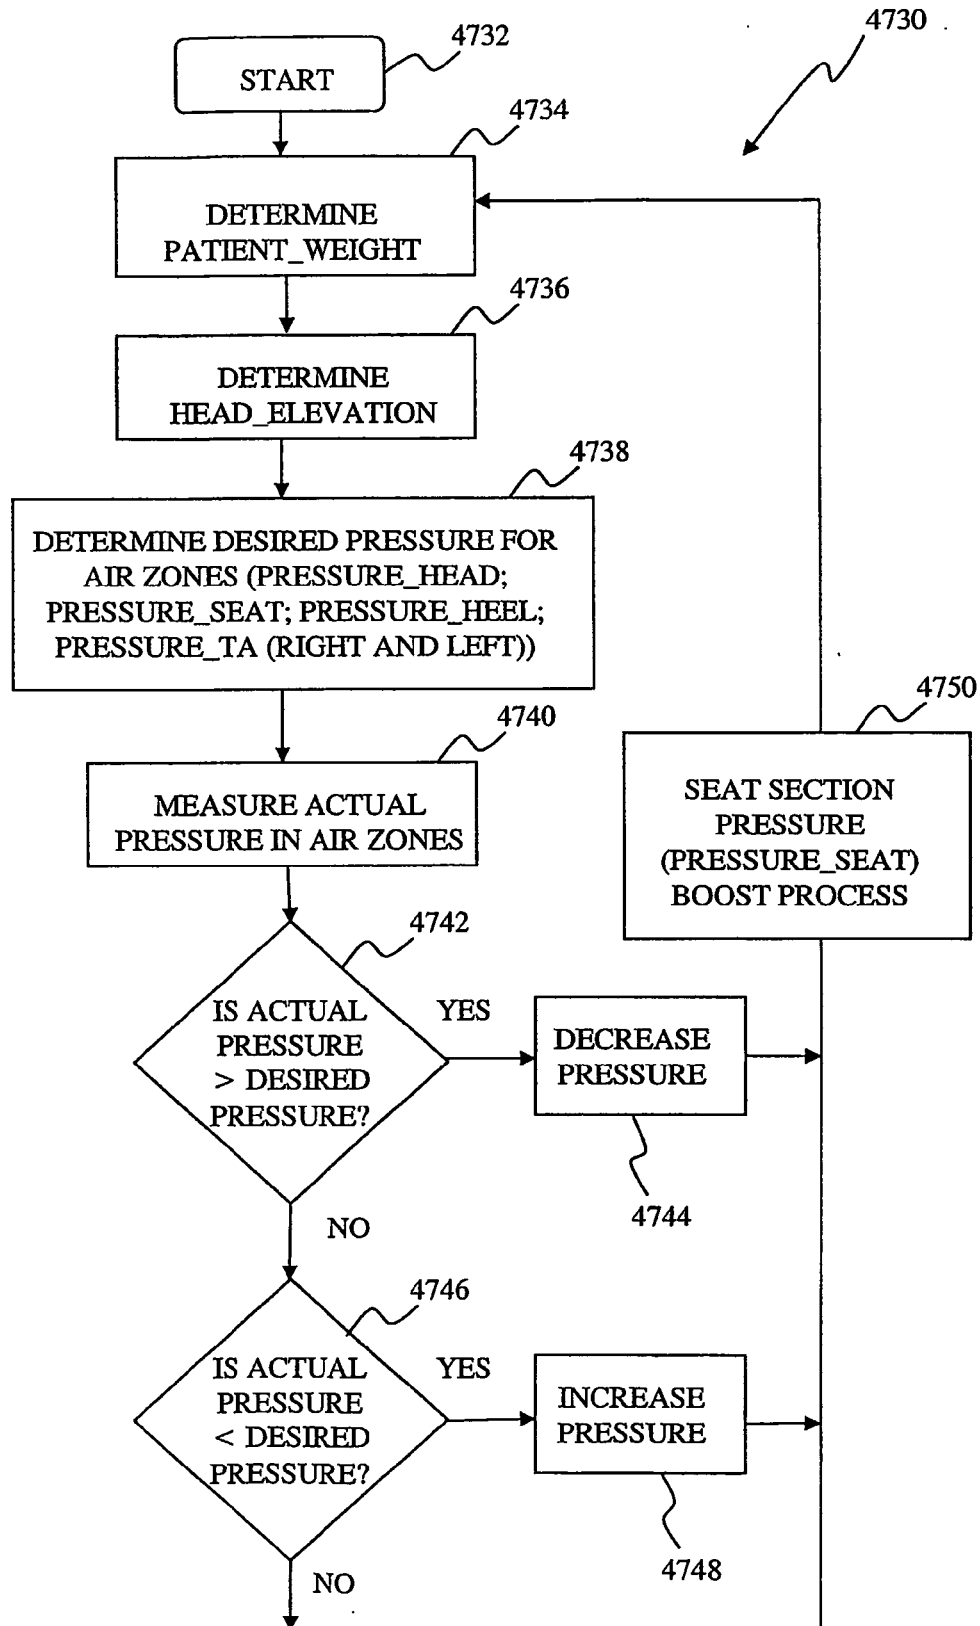 4730
4732
START
4734
DETERMINE
PATIENT_WEIGHT
4736
DETERMINE
HEAD_ELEVATION
4738
DETERMINE DESIRED PRESSURE FOR
AIR ZONES (PRESSURE_HEAD;
PRESSURE_SEAT; PRESSURE_HEEL;
PRESSURE_TA (RIGHT AND LEFT))
4740
MEASURE ACTUAL
PRESSURE IN AIR ZONES
4750
SEAT SECTION
PRESSURE
(PRESSURE_SEAT)
BOOST PROCESS
4742
IS ACTUAL
PRESSURE
> DESIRED
PRESSURE?
YES
DECREASE
PRESSURE
4744
NO
4746
IS ACTUAL
PRESSURE
< DESIRED
PRESSURE?
YES
INCREASE
PRESSURE
4748
NO